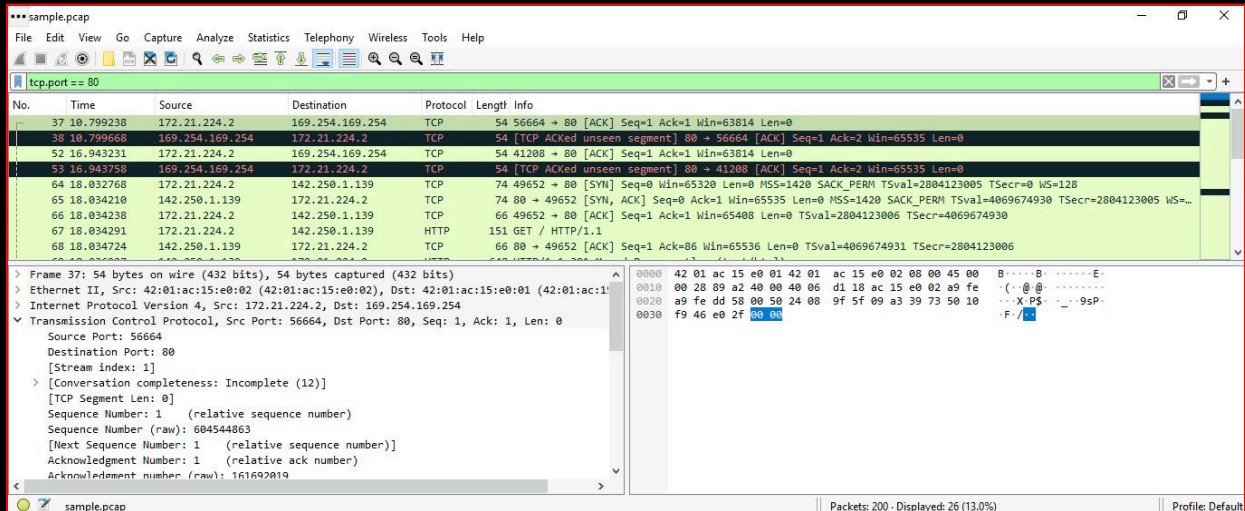 sample.pcap
File Edit View Go Capture Analyze Statistics Telephony Wireless Tools Help
tcp.port == 80
No. Time Source Destination Protocol Length Info
37 10.799238 172.21.224.2 169.254.169.254 TCP 54 56664 → 80 [ACK] Seq=1 Ack=1 Win=63814 Len=0
38 10.799668 169.254.169.254 172.21.224.2 TCP 54 [TCP ACKed unseen segment] 80 → 56664 [ACK] Seq=1 Ack=2 Win=65535 Len=0
52 16.943231 172.21.224.2 169.254.169.254 TCP 54 41208 → 80 [ACK] Seq=1 Ack=1 Win=63814 Len=0
53 16.943758 169.254.169.254 172.21.224.2 TCP 54 [TCP ACKed unseen segment] 80 → 41208 [ACK] Seq=1 Ack=2 Win=65535 Len=0
64 18.032768 172.21.224.2 142.250.1.139 TCP 74 49652 → 80 [SYN] Seq=0 Win=65320 Len=0 MSS=1420 SACK_PERM TSval=2804123005 TSecr=0 WS=128
65 18.034210 142.250.1.139 172.21.224.2 TCP 74 80 → 49652 [SYN, ACK] Seq=0 Ack=1 Win=65535 Len=0 MSS=1420 SACK_PERM TSval=4069674930 TSecr=2804123005 WS=…
66 18.034238 172.21.224.2 142.250.1.139 TCP 66 49652 → 80 [ACK] Seq=1 Ack=1 Win=65408 Len=0 TSval=2804123006 TSecr=4069674930
67 18.034291 172.21.224.2 142.250.1.139 HTTP 151 GET / HTTP/1.1
68 18.034724 142.250.1.139 172.21.224.2 TCP 66 80 → 49652 [ACK] Seq=1 Ack=86 Win=65536 Len=0 TSval=4069674931 TSecr=2804123006
Frame 37: 54 bytes on wire (432 bits), 54 bytes captured (432 bits)
Ethernet II, Src: 42:01:ac:15:e0:02 (42:01:ac:15:e0:02), Dst: 42:01:ac:15:e0:01 (42:01:ac:1
Internet Protocol Version 4, Src: 172.21.224.2, Dst: 169.254.169.254
Transmission Control Protocol, Src Port: 56664, Dst Port: 80, Seq: 1, Ack: 1, Len: 0
Source Port: 56664
Destination Port: 80
[Stream index: 1]
[Conversation completeness: Incomplete (12)]
[TCP Segment Len: 0]
Sequence Number: 1 (relative sequence number)
Sequence Number (raw): 604544863
[Next Sequence Number: 1 (relative sequence number)]
Acknowledgment Number: 1 (relative ack number)
Acknowledgment number (raw): 161692019
0000 42 01 ac 15 e0 01 42 01 ac 15 e0 02 08 00 45 00 B·····B· ······E·
0010 00 28 89 a2 40 00 40 06 d1 18 ac 15 e0 02 a9 fe ·(··@·@· ········
0020 a9 fe dd 58 00 50 24 08 9f 5f 09 a3 39 73 50 10 ···X·P$· ·_··9sP·
0030 f9 46 e0 2f 00 00 ·F·/··
sample.pcap Packets: 200 · Displayed: 26 (13.0%) Profile: Default